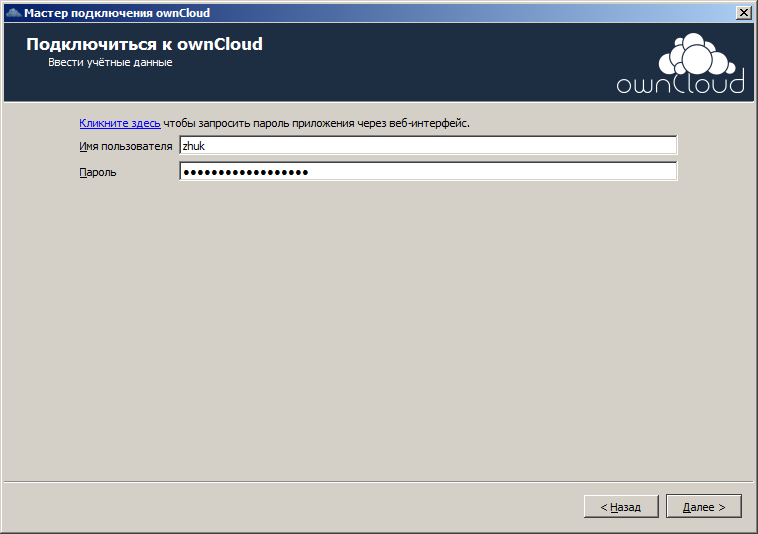 Мастер подключения ownCloud
Подключиться к ownCloud
Ввести учётные данные
ownCloud
Кликните здесь чтобы запросить пароль приложения через веб-интерфейс.
Имя пользователя zhuk
Пароль ●●●●●●●●●●●●●●●●●●
< Назад Далее >